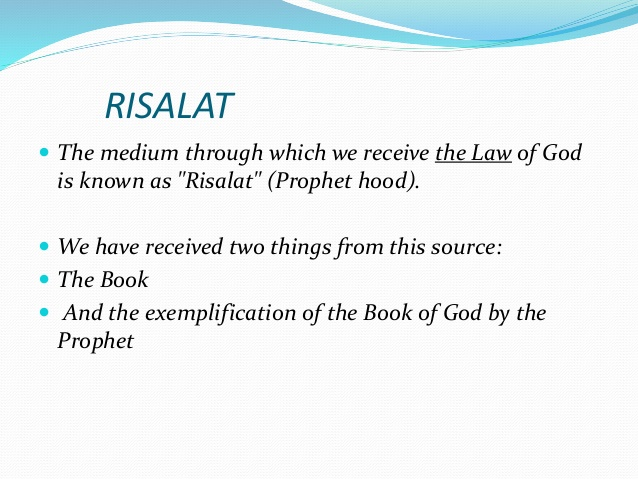 RISALAT
• The medium through which we receive the Law of God
is known as "Risalat" (Prophet hood).
• We have received two things from this source:
• The Book
• And the exemplification of the Book of God by the
Prophet